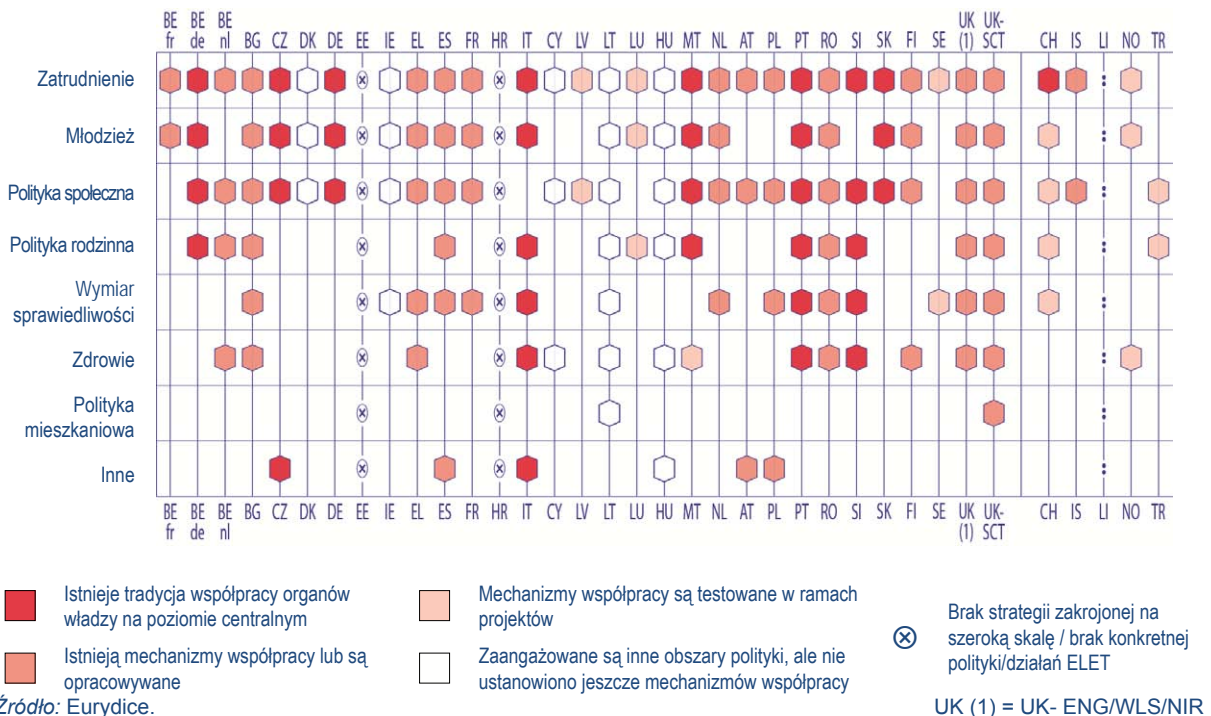 BE BE BE UK UK-
fr de nl BG CZ DK DE EE IE EL ES FR HR IT CY LV LT LU HU MT NL AT PL PT RO SI SK FI SE (1) SCT CH IS LI NO TR
Zatrudnienie
Młodzież
Polityka społeczna
Polityka rodzinna
Wymiar
sprawiedliwości
Zdrowie
Polityka
mieszkaniowa
Inne
BE BE BE BG CZ DK DE EE IE EL ES FR HR IT CY LV LT LU HU MT NL AT PL PT RO SI SK FI SE UK UK- CH IS LI NO TR
fr de nl (1) SCT
Istnieje tradycja współpracy organów
władzy na poziomie centralnym
Istnieją mechanizmy współpracy lub są
opracowywane
Mechanizmy współpracy są testowane w ramach
projektów
Zaangażowane są inne obszary polityki, ale nie
ustanowiono jeszcze mechanizmów współpracy
Brak strategii zakrojonej na
szeroką skalę / brak konkretnej
polityki/działań ELET
Źródło: Eurydice.
UK (1) = UK- ENG/WLS/NIR